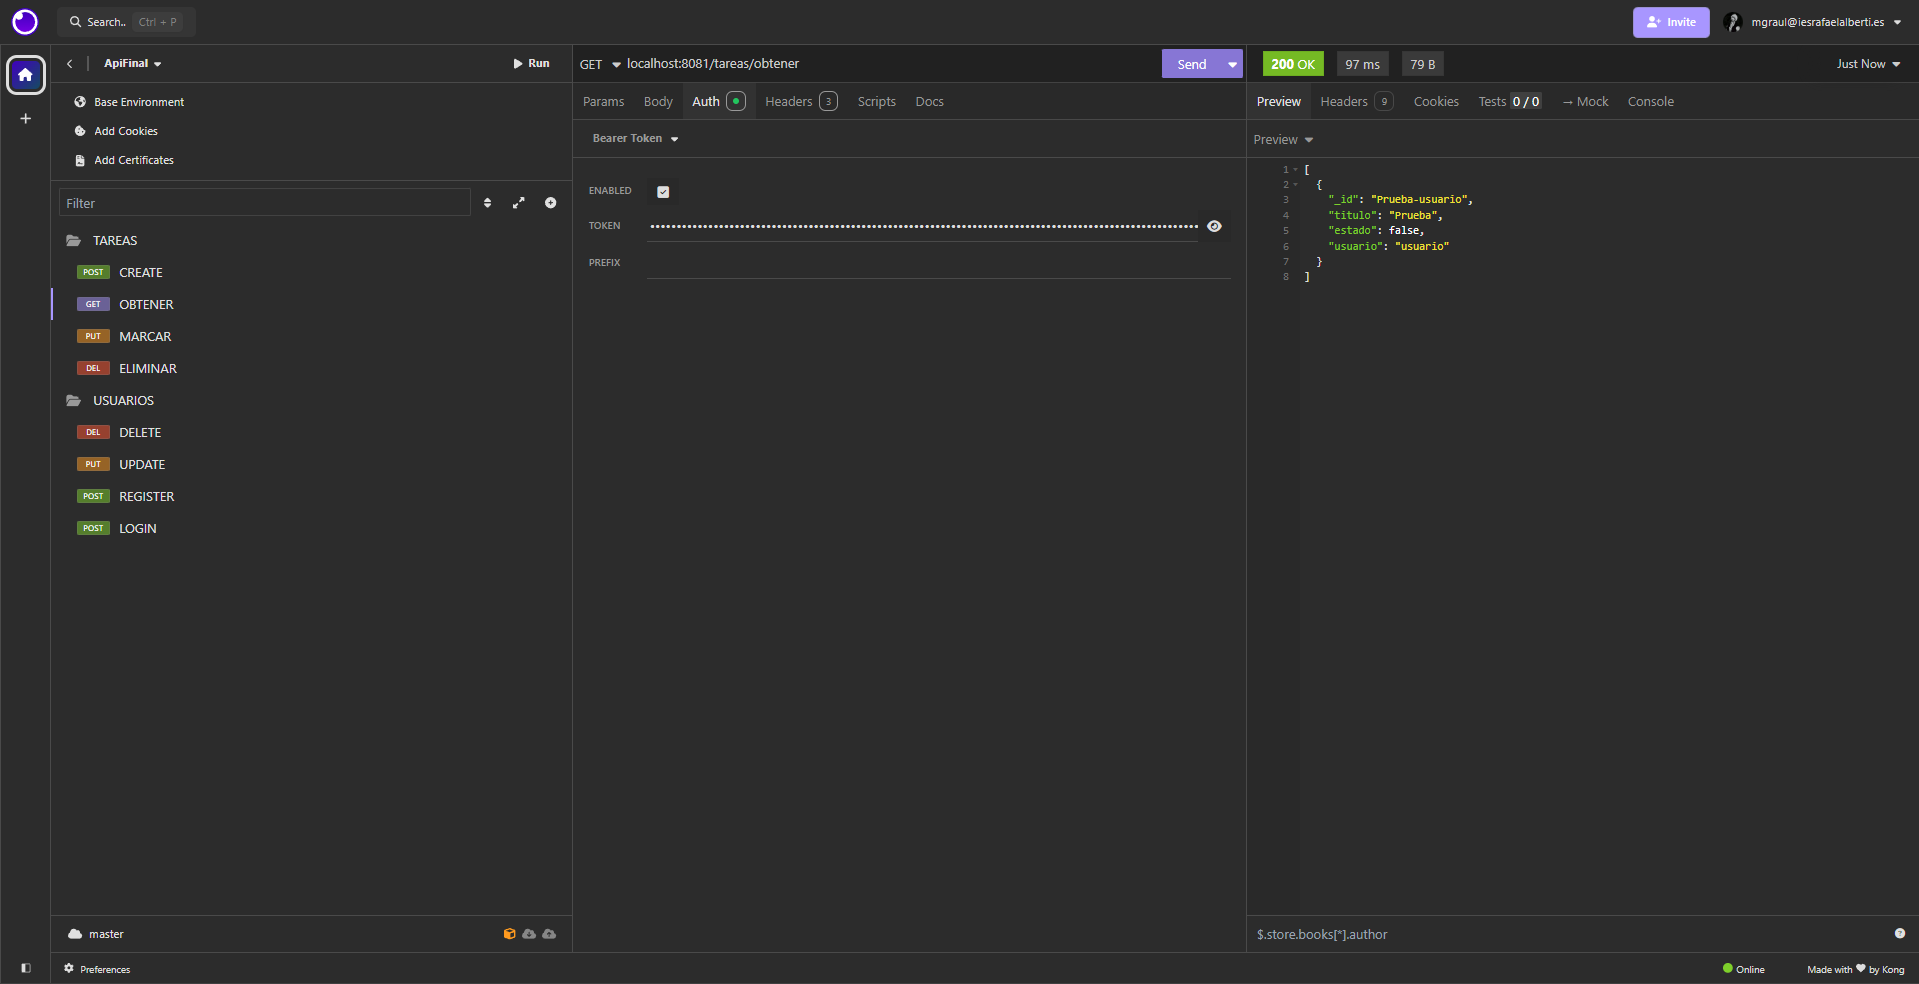 Search.. Ctrl + P
Invite
mgraul@iesrafaelalberti.es
ApiFinal
Run
Base Environment
Add Cookies
Add Certificates
Filter
TAREAS
POST CREATE
GET OBTENER
PUT MARCAR
DEL ELIMINAR
USUARIOS
DEL DELETE
PUT UPDATE
POST REGISTER
POST LOGIN
master
Preferences
GET localhost:8081/tareas/obtener
Send
Params Body Auth Headers 3 Scripts Docs
Bearer Token
ENABLED
TOKEN
PREFIX
200 OK 97 ms 79 B
Just Now
Preview Headers 9 Cookies Tests 0 / 0 → Mock Console
Preview
1 [
2 {
3 "_id": "Prueba-usuario",
4 "titulo": "Prueba",
5 "estado": false,
6 "usuario": "usuario"
7 }
8 ]
$.store.books[*].author
Online
Made with ♥ by Kong